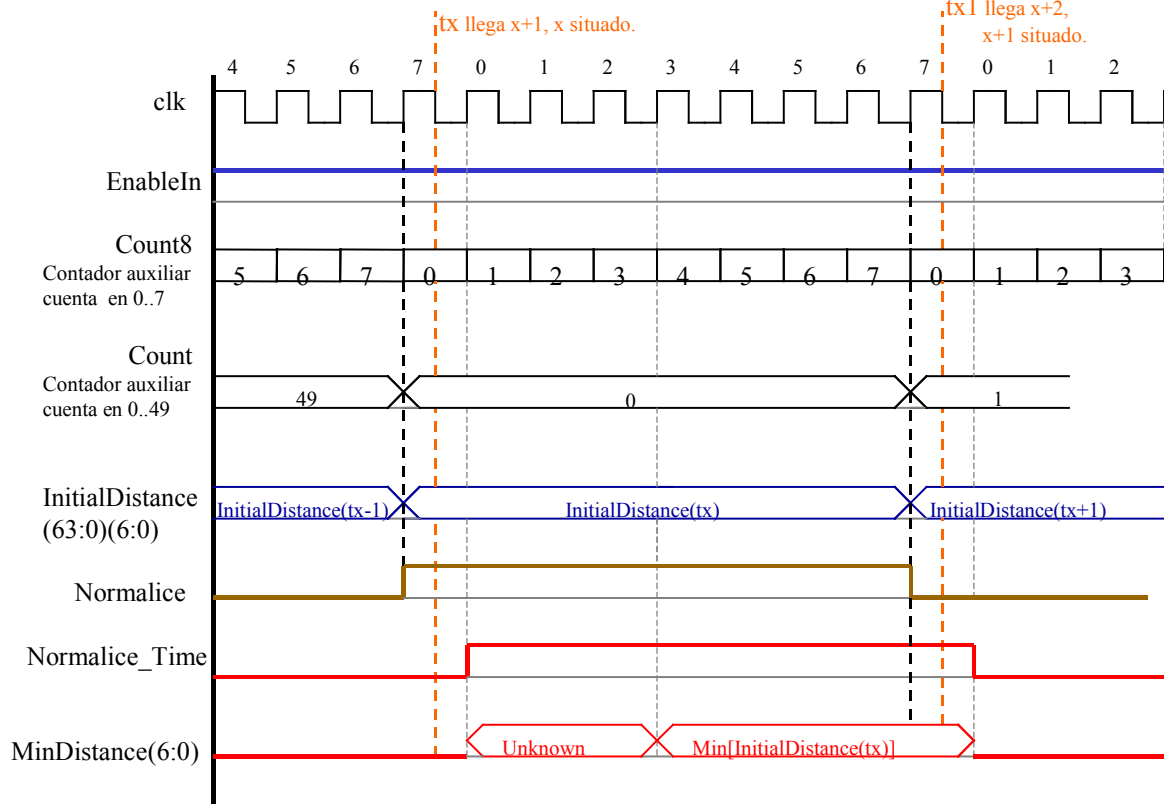 tx llega x+1, x situado.
tx1 llega x+2,
x+1 situado.
4 5 6 7 0 1 2 3 4 5 6 7 0 1 2
clk
EnableIn
Count8
Contador auxiliar
cuenta en 0..7
5 6 7 0 1 2 3 4 5 6 7 0 1 2 3
Count
Contador auxiliar
cuenta en 0..49
49 0 1
InitialDistance
(63:0)(6:0)
InitialDistance(tx-1) InitialDistance(tx) InitialDistance(tx+1)
Normalice
Normalice_Time
MinDistance(6:0)
Unknown Min[InitialDistance(tx)]